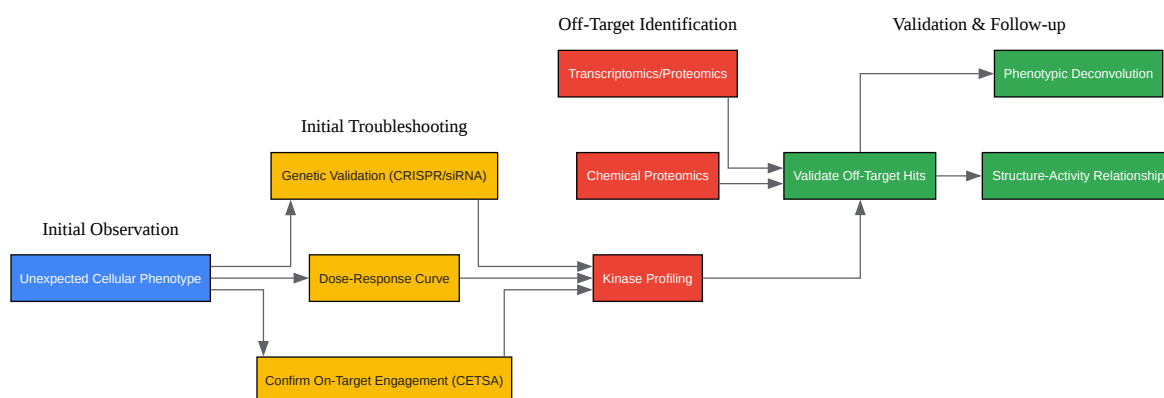 Off-Target Identification
Validation & Follow-up
Transcriptomics/Proteomics
Phenotypic Deconvolution
Initial Troubleshooting
Genetic Validation (CRISPR/siRNA)
Chemical Proteomics
Validate Off-Target Hits
Structure-Activity Relationship
Initial Observation
Unexpected Cellular Phenotype
Dose-Response Curve
Kinase Profiling
Confirm On-Target Engagement (CETSA)